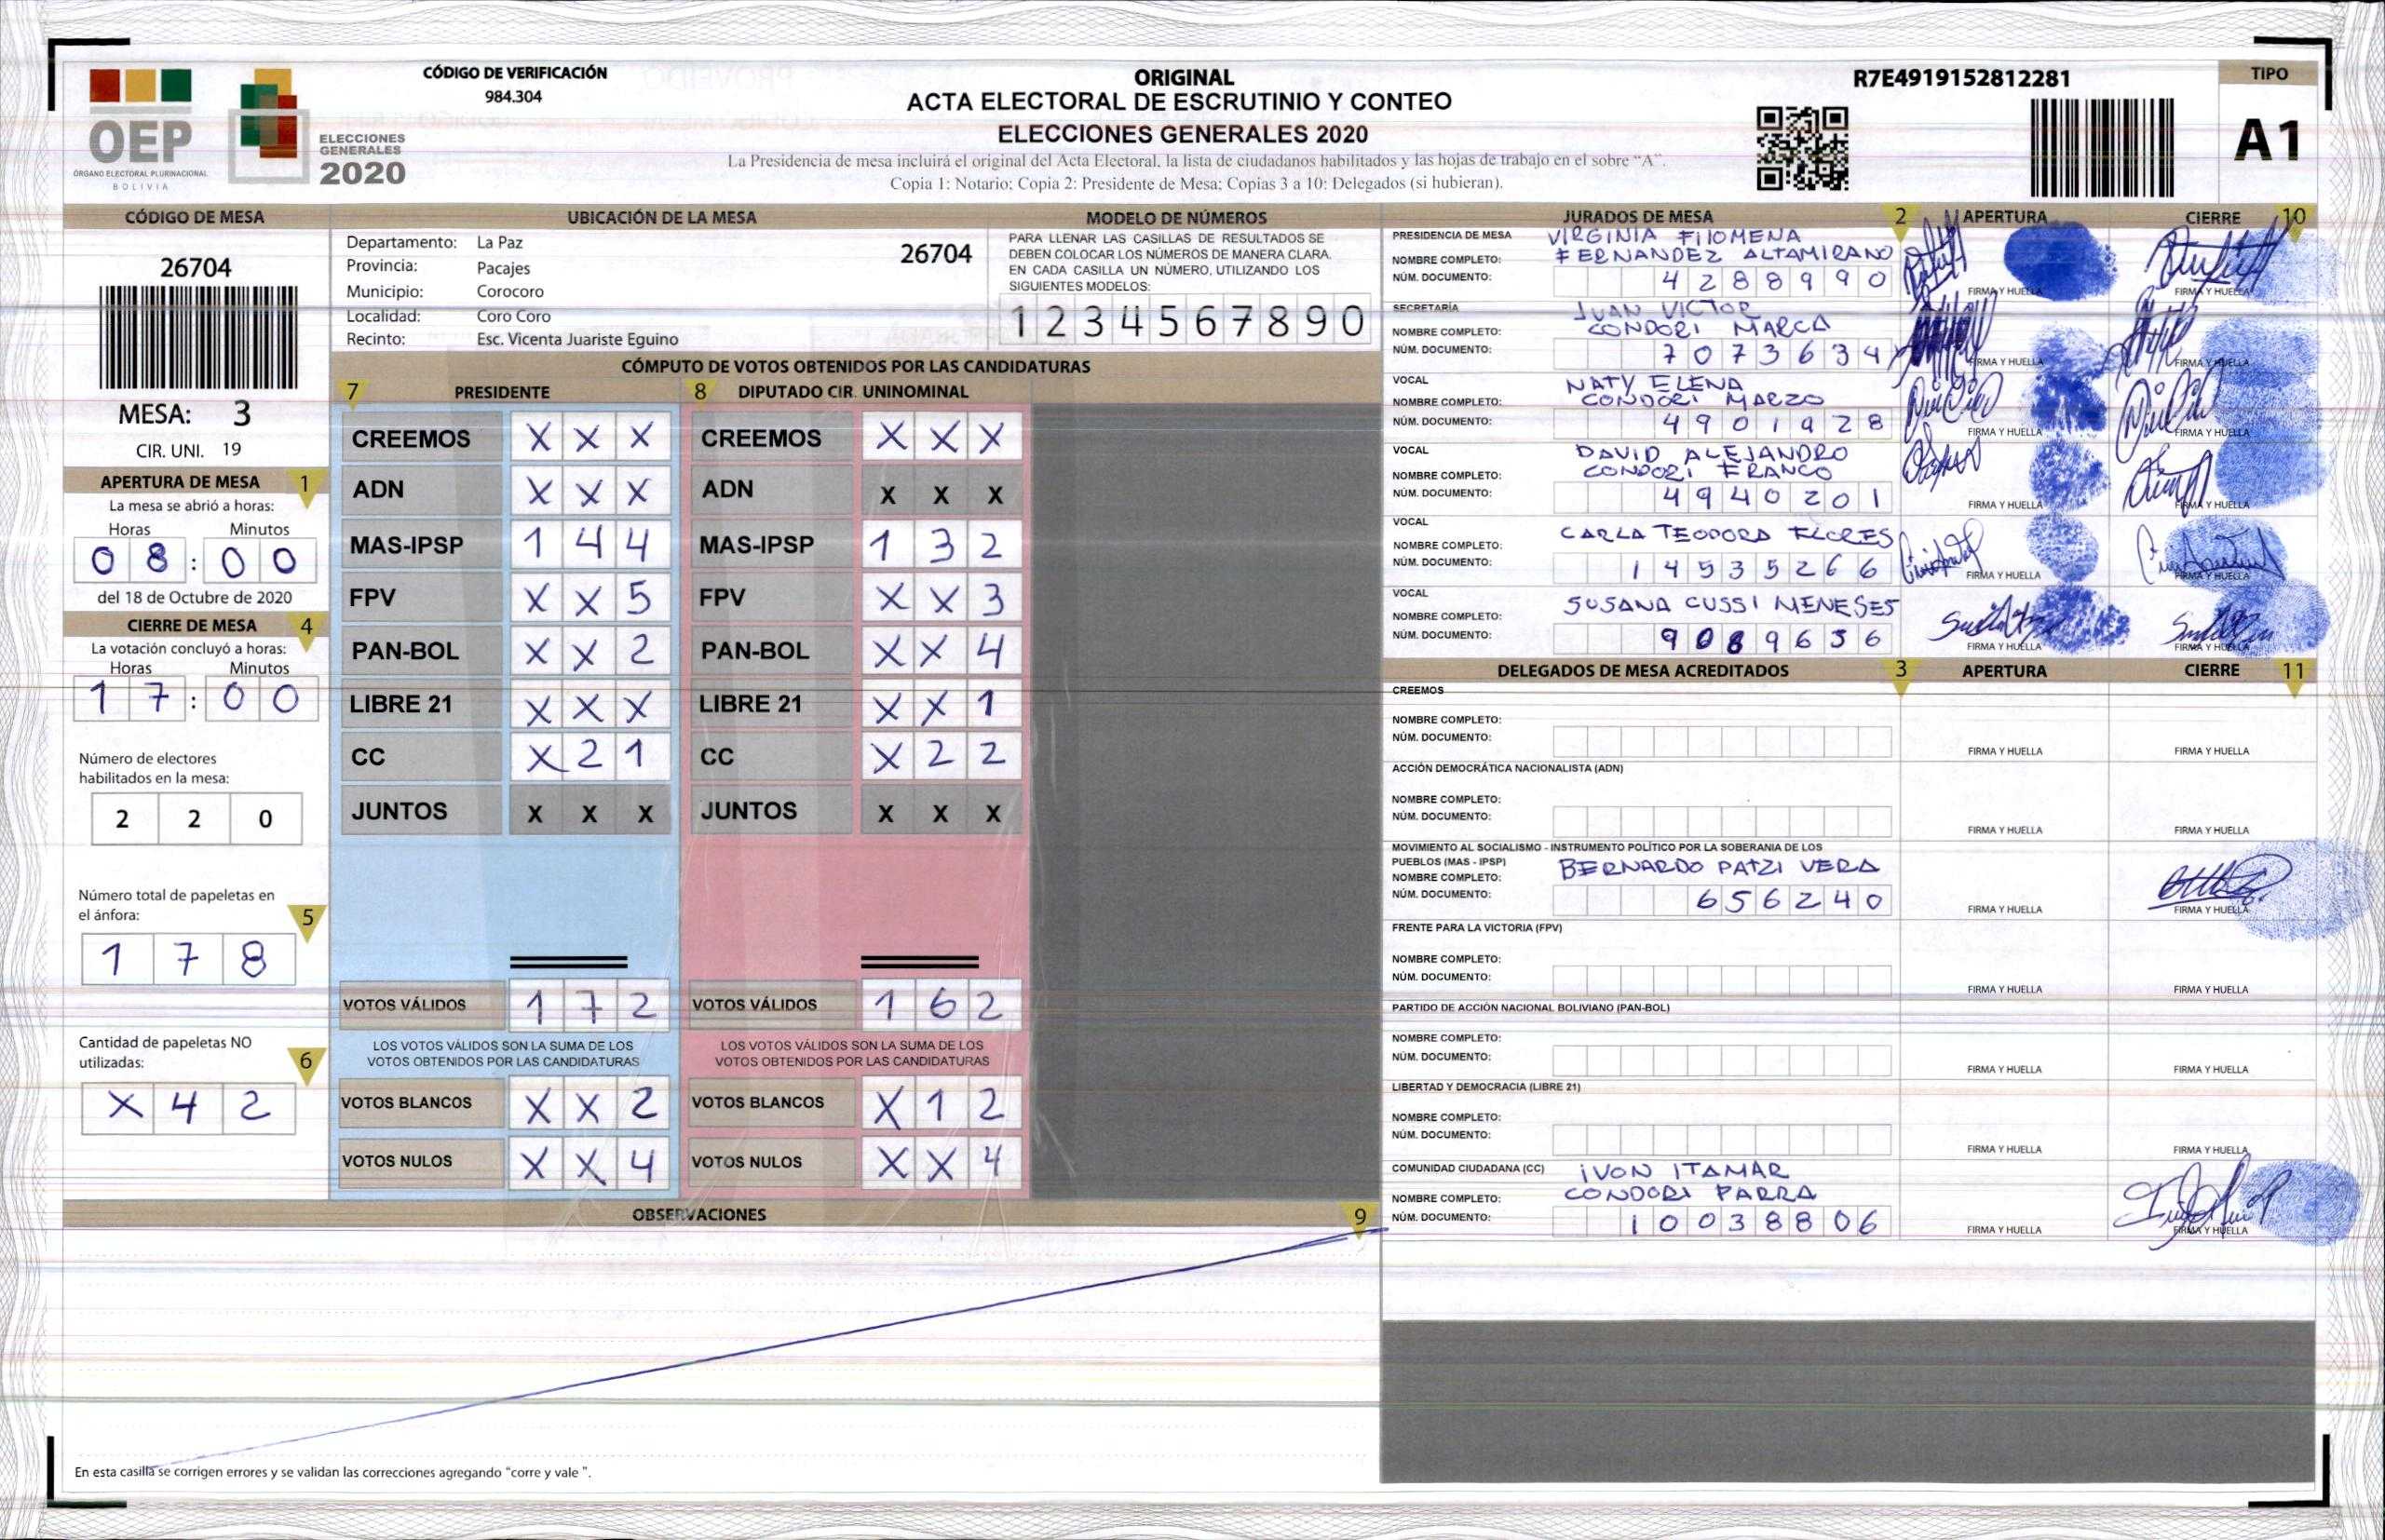 OEP
ÓRGANO ELECTORAL PLURINACIONAL
BOLIVIA
ELECCIONES
GENERALES
2020
CÓDIGO DE VERIFICACIÓN
984.304
ORIGINAL
ACTA ELECTORAL DE ESCRUTINIO Y CONTEO
ELECCIONES GENERALES 2020
La Presidencia de mesa incluirá el original del Acta Electoral, la lista de ciudadanos habilitados y las hojas de trabajo en el sobre "A".
Copia 1: Notario; Copia 2: Presidente de Mesa; Copias 3 a 10: Delegados (si hubieran).
R7E4919152812281
TIPO
A1
CÓDIGO DE MESA
26704
MESA: 3
CIR. UNI. 19
APERTURA DE MESA 1
La mesa se abrió a horas:
Horas Minutos
08:00
del 18 de Octubre de 2020
CIERRE DE MESA 4
La votación concluyó a horas:
Horas Minutos
17:00
Número de electores
habilitados en la mesa:
2 2 0
Número total de papeletas en
el ánfora: 5
1 7 8
Cantidad de papeletas NO
utilizadas: 6
X 4 2
UBICACIÓN DE LA MESA
Departamento: La Paz
26704
Provincia: Pacajes
Municipio: Corocoro
Localidad: Coro Coro
Recinto: Esc. Vicenta Juariste Eguino
MODELO DE NÚMEROS
PARA LLENAR LAS CASILLAS DE RESULTADOS SE
DEBEN COLOCAR LOS NÚMEROS DE MANERA CLARA.
EN CADA CASILLA UN NÚMERO, UTILIZANDO LOS
SIGUIENTES MODELOS:
1 2 3 4 5 6 7 8 9 0
CÓMPUTO DE VOTOS OBTENIDOS POR LAS CANDIDATURAS
7 PRESIDENTE 8 DIPUTADO CIR. UNINOMINAL
CREEMOS X X X CREEMOS X X X
ADN X X X ADN X X X
MAS-IPSP 1 4 4 MAS-IPSP 1 3 2
FPV X X 5 FPV X X 3
PAN-BOL X X 2 PAN-BOL X X 4
LIBRE 21 X X X LIBRE 21 X X 1
CC X 2 1 CC X 2 2
JUNTOS X X X JUNTOS X X X
VOTOS VÁLIDOS 1 7 2 VOTOS VÁLIDOS 1 6 2
LOS VOTOS VÁLIDOS SON LA SUMA DE LOS LOS VOTOS VÁLIDOS SON LA SUMA DE LOS
VOTOS OBTENIDOS POR LAS CANDIDATURAS VOTOS OBTENIDOS POR LAS CANDIDATURAS
VOTOS BLANCOS X X 2 VOTOS BLANCOS X 1 2
VOTOS NULOS X X 4 VOTOS NULOS X X 4
OBSERVACIONES 9
En esta casilla se corrigen errores y se validan las correcciones agregando "corre y vale ".
JURADOS DE MESA 2 APERTURA CIERRE 10
PRESIDENCIA DE MESA VIRGINIA FILOMENA
NOMBRE COMPLETO: FERNANDEZ ALTAMIRANO
NÚM. DOCUMENTO: 4288990
FIRMA Y HUELLA FIRMA Y HUELLA
SECRETARÍA JUAN VICTOR
NOMBRE COMPLETO: CONDORI MARCA
NÚM. DOCUMENTO: 7073634
FIRMA Y HUELLA FIRMA Y HUELLA
VOCAL NATY ELENA
NOMBRE COMPLETO: CONDORI MARZO
NÚM. DOCUMENTO: 4901928
FIRMA Y HUELLA FIRMA Y HUELLA
VOCAL DAVID ALEJANDRO
NOMBRE COMPLETO: CONDORI FRANCO
NÚM. DOCUMENTO: 4940201
FIRMA Y HUELLA FIRMA Y HUELLA
VOCAL
NOMBRE COMPLETO: CARLA TEODORA FLORES
NÚM. DOCUMENTO: 14535266
FIRMA Y HUELLA FIRMA Y HUELLA
VOCAL
NOMBRE COMPLETO: SUSANA CUSSI MENESES
NÚM. DOCUMENTO: 9089636
FIRMA Y HUELLA FIRMA Y HUELLA
DELEGADOS DE MESA ACREDITADOS 3 APERTURA CIERRE 11
CREEMOS
NOMBRE COMPLETO:
NÚM. DOCUMENTO:
FIRMA Y HUELLA FIRMA Y HUELLA
ACCIÓN DEMOCRÁTICA NACIONALISTA (ADN)
NOMBRE COMPLETO:
NÚM. DOCUMENTO:
FIRMA Y HUELLA FIRMA Y HUELLA
MOVIMIENTO AL SOCIALISMO - INSTRUMENTO POLÍTICO POR LA SOBERANIA DE LOS
PUEBLOS (MAS - IPSP) BERNARDO PATZI VERA
NOMBRE COMPLETO:
NÚM. DOCUMENTO: 656240
FIRMA Y HUELLA FIRMA Y HUELLA
FRENTE PARA LA VICTORIA (FPV)
NOMBRE COMPLETO:
NÚM. DOCUMENTO:
FIRMA Y HUELLA FIRMA Y HUELLA
PARTIDO DE ACCIÓN NACIONAL BOLIVIANO (PAN-BOL)
NOMBRE COMPLETO:
NÚM. DOCUMENTO:
FIRMA Y HUELLA FIRMA Y HUELLA
LIBERTAD Y DEMOCRACIA (LIBRE 21)
NOMBRE COMPLETO:
NÚM. DOCUMENTO:
FIRMA Y HUELLA FIRMA Y HUELLA
COMUNIDAD CIUDADANA (CC) IVON ITAMAR
NOMBRE COMPLETO: CONDORI PARRA
NÚM. DOCUMENTO: 10038806
FIRMA Y HUELLA FIRMA Y HUELLA